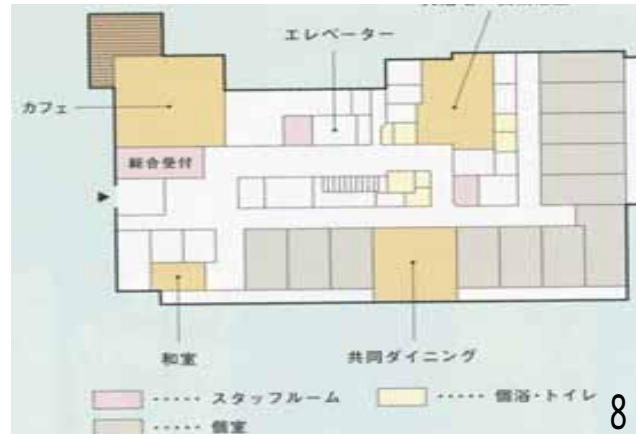 エレベーター
カフェ
総合受付
和室
共同ダイニング
スタッフルーム
個浴・トイレ
個室
8